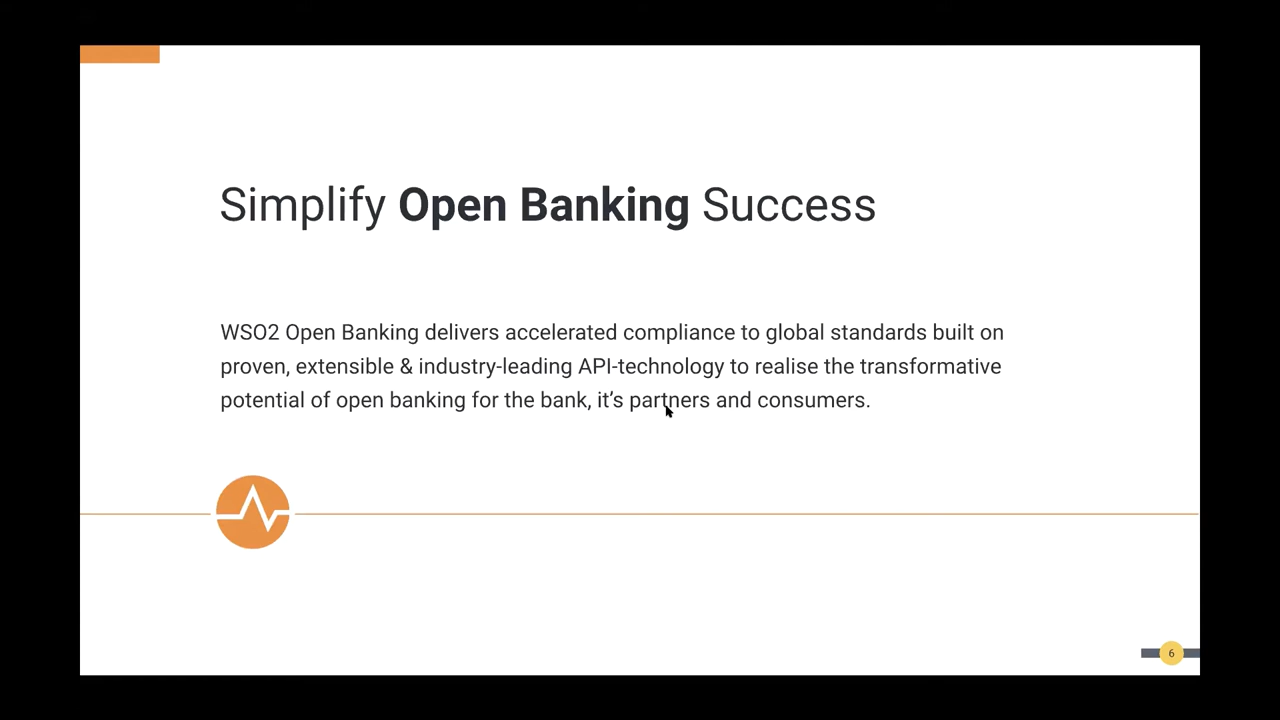 Simplify Open Banking Success
WSO2 Open Banking delivers accelerated compliance to global standards built on
proven, extensible & industry-leading API-technology to realise the transformative
potential of open banking for the bank, it’s partners and consumers.
6